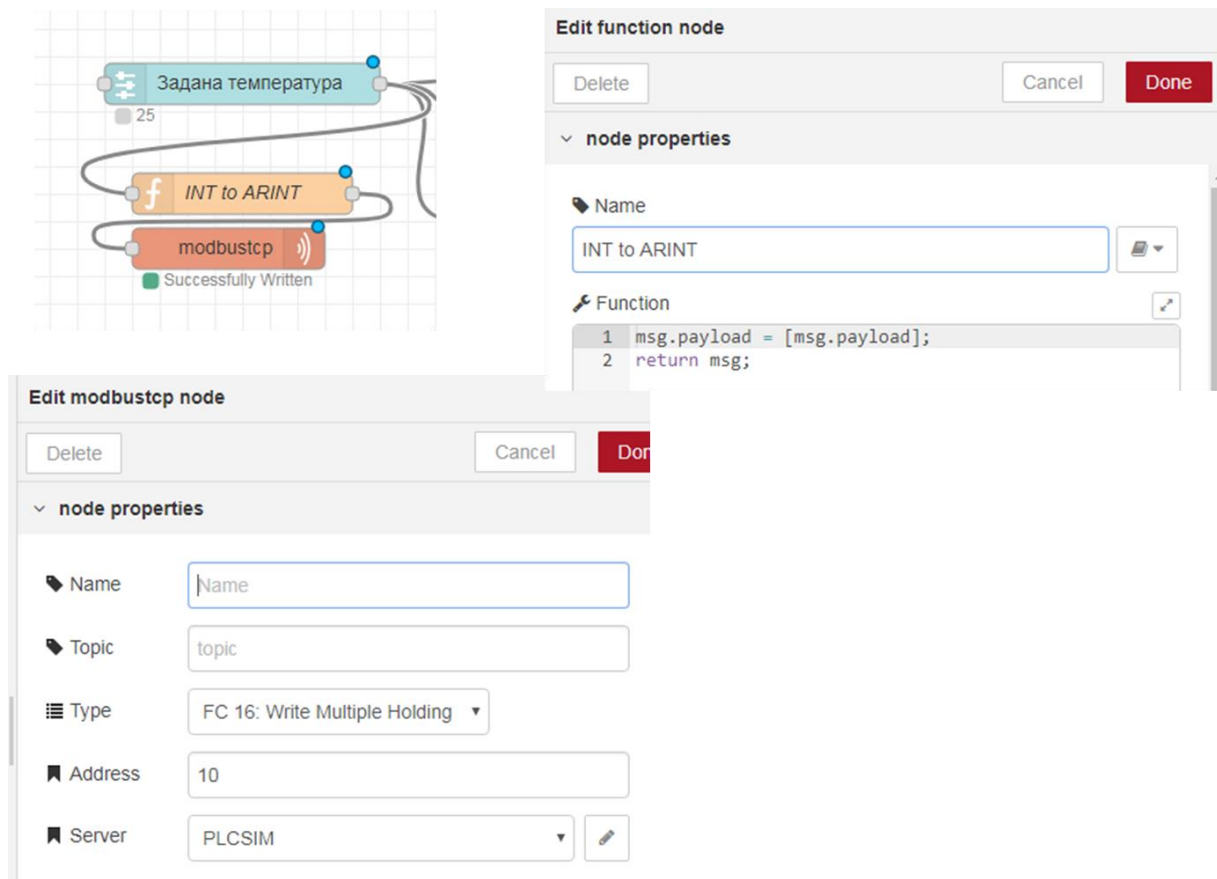 Задана температура
25
INT to ARINT
modbustcp
Successfully Written
Edit function node
Delete
Cancel
Done
node properties
Name
INT to ARINT
Function
1 msg.payload = [msg.payload];
2 return msg;
Edit modbustcp node
Delete
Cancel
Don
node properties
Name
Name
Topic
topic
Type
FC 16: Write Multiple Holding
Address
10
Server
PLCSIM